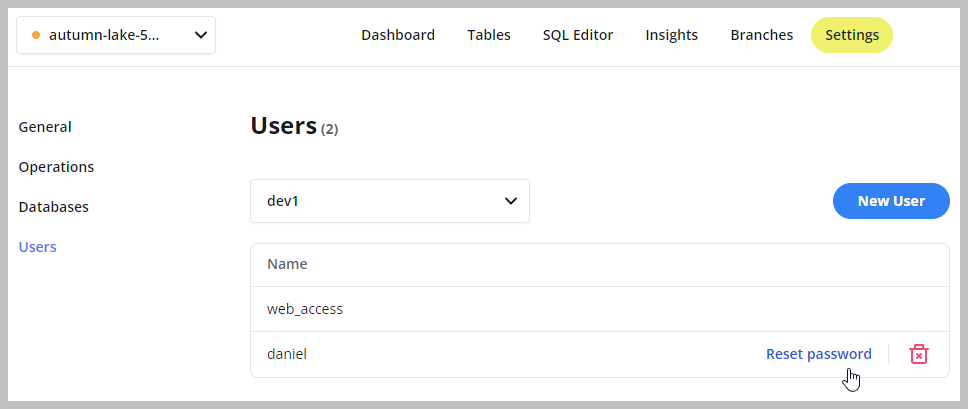 autumn-lake-5... Dashboard Tables SQL Editor Insights Branches Settings
General
Operations
Databases
Users
Users (2)
dev1 New User
Name
web_access
daniel Reset password